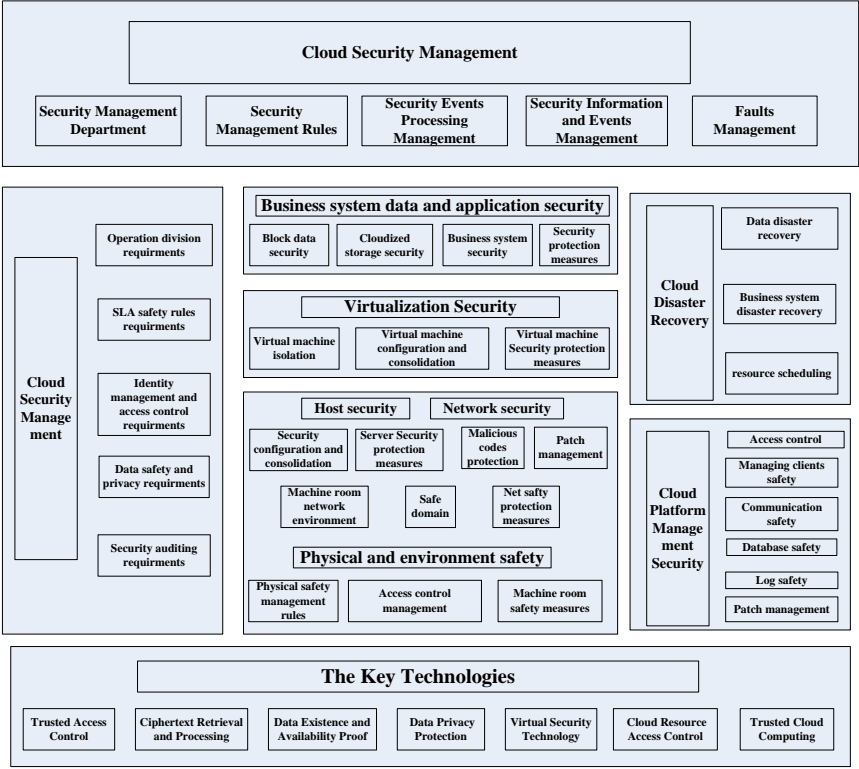 Cloud Security Management
Security Management
Department
Security
Management Rules
Security Events
Processing
Management
Security Information
and Events
Management
Faults
Management
Cloud
Security
Manage
ment
Operation division
requirments
SLA safety rules
requirments
Identity
management and
access control
requirments
Data safety and
privacy requirments
Security auditing
requirments
Business system data and application security
Block data
security
Cloudized
storage security
Business system
security
Security
protection
measures
Virtualization Security
Virtual machine
isolation
Virtual machine
configuration and
consolidation
Virtual machine
Security protection
measures
Host security
Network security
Security
configuration and
consolidation
Server Security
protection
measures
Malicious
codes
protection
Patch
management
Machine room
network
environment
Safe
domain
Net safty
protection
measures
Physical and environment safety
Physical safety
management
rules
Access control
management
Machine room
safety measures
Cloud
Disaster
Recovery
Data disaster
recovery
Business system
disaster recovery
resource scheduling
Cloud
Platform
Manage
ment
Security
Access control
Managing clients
safety
Communication
safety
Database safety
Log safety
Patch management
The Key Technologies
Trusted Access
Control
Ciphertext Retrieval
and Processing
Data Existence and
Availability Proof
Data Privacy
Protection
Virtual Security
Technology
Cloud Resource
Access Control
Trusted Cloud
Computing